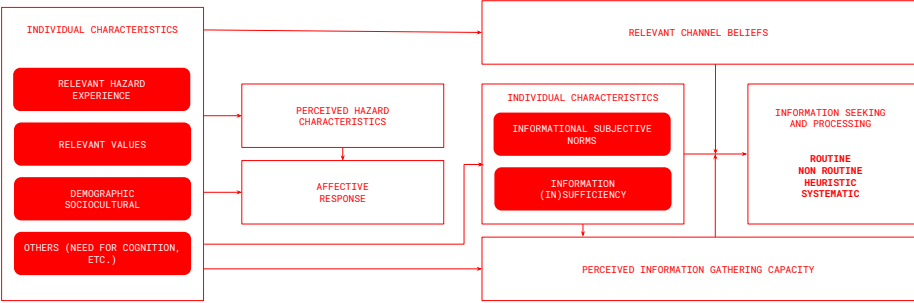 INDIVIDUAL CHARACTERISTICS
RELEVANT HAZARD
EXPERIENCE
RELEVANT VALUES
DEMOGRAPHIC
SOCIOCULTURAL
OTHERS (NEED FOR COGNITION,
ETC.)
PERCEIVED HAZARD
CHARACTERISTICS
AFFECTIVE
RESPONSE
RELEVANT CHANNEL BELIEFS
INDIVIDUAL CHARACTERISTICS
INFORMATIONAL SUBJECTIVE
NORMS
INFORMATION
(IN)SUFFICIENCY
PERCEIVED INFORMATION GATHERING CAPACITY
INFORMATION SEEKING
AND PROCESSING
ROUTINE
NON ROUTINE
HEURISTIC
SYSTEMATIC